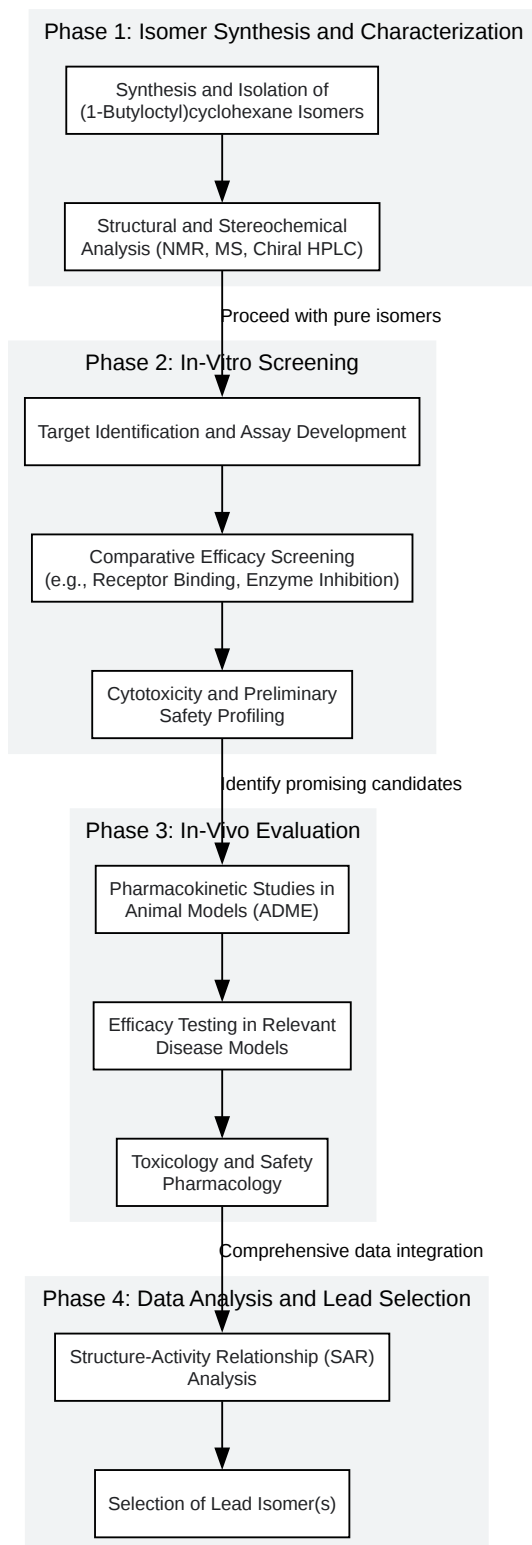 Phase 1: Isomer Synthesis and Characterization
Synthesis and Isolation of
(1-Butyloctyl)cyclohexane Isomers
Structural and Stereochemical
Analysis (NMR, MS, Chiral HPLC)
Proceed with pure isomers
Phase 2: In-Vitro Screening
Target Identification and Assay Development
Comparative Efficacy Screening
(e.g., Receptor Binding, Enzyme Inhibition)
Cytotoxicity and Preliminary
Safety Profiling
Identify promising candidates
Phase 3: In-Vivo Evaluation
Pharmacokinetic Studies in
Animal Models (ADME)
Efficacy Testing in Relevant
Disease Models
Toxicology and Safety
Pharmacology
Comprehensive data integration
Phase 4: Data Analysis and Lead Selection
Structure-Activity Relationship (SAR)
Analysis
Selection of Lead Isomer(s)